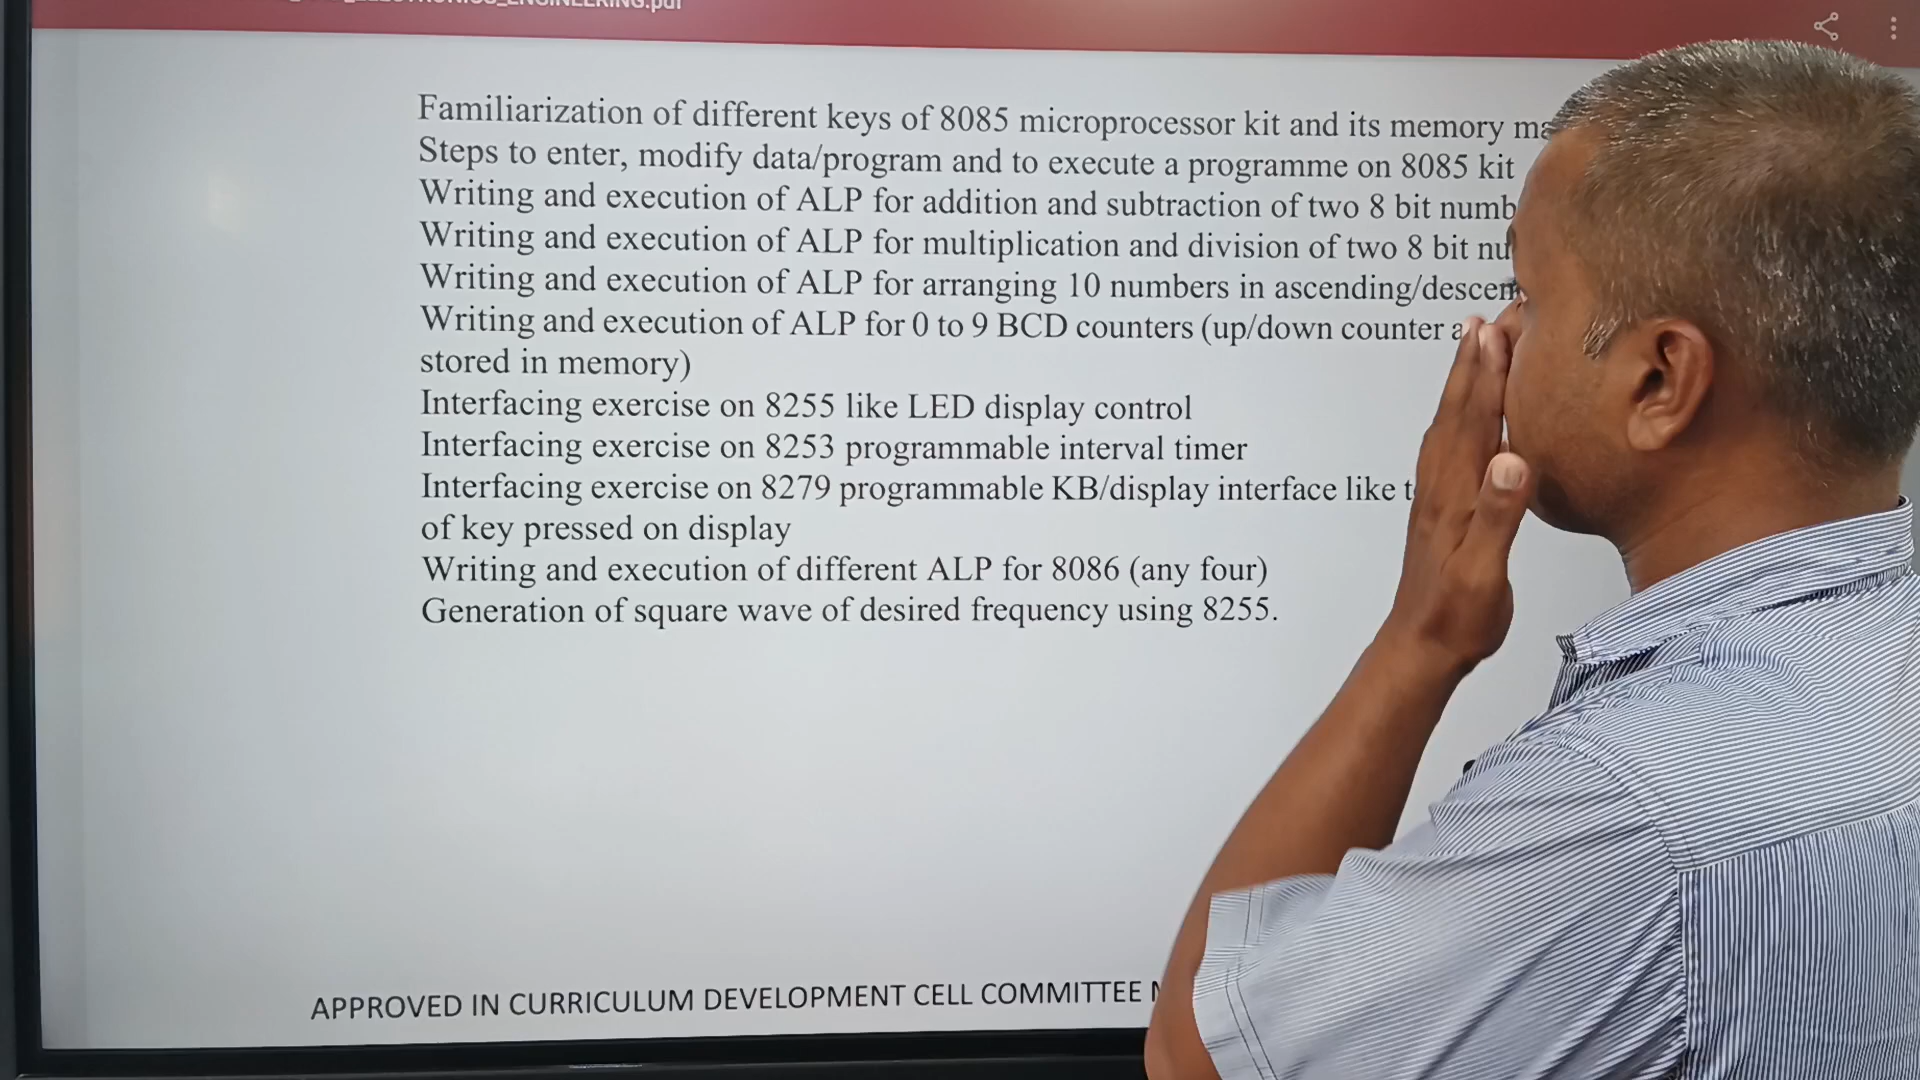 Familiarization of different keys of 8085 microprocessor kit and its memory
Steps to enter, modify data/program and to execute a programme on 8085 kit
Writing and execution of ALP for addition and subtraction of two 8 bit numb
Writing and execution of ALP for multiplication and division of two 8 bit nu
Writing and execution of ALP for arranging 10 numbers in ascending/descen
Writing and execution of ALP for 0 to 9 BCD counters (up/down counter a
stored in memory)
Interfacing exercise on 8255 like LED display control
Interfacing exercise on 8253 programmable interval timer
Interfacing exercise on 8279 programmable KB/display interface like t
of key pressed on display
Writing and execution of different ALP for 8086 (any four)
Generation of square wave of desired frequency using 8255.
APPROVED IN CURRICULUM DEVELOPMENT CELL COMMITTEE